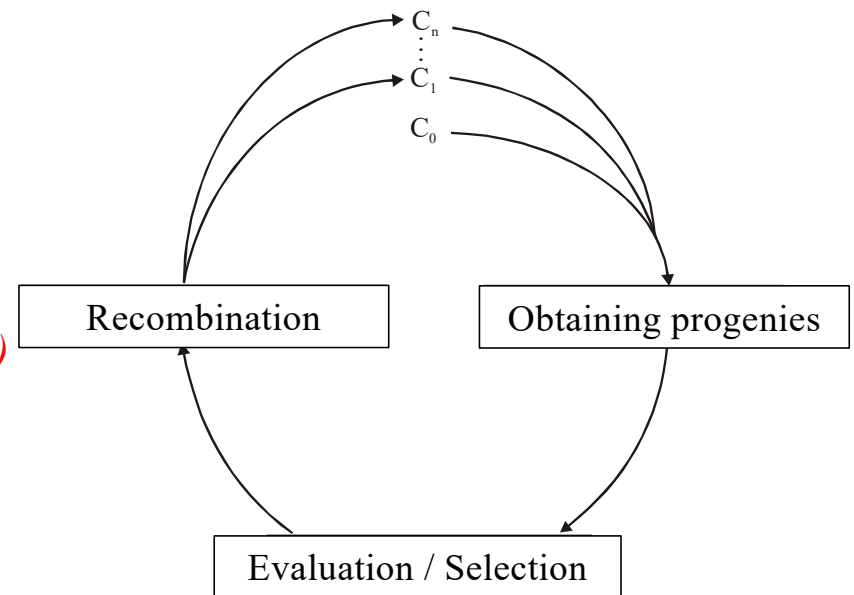 Cₙ
C₁
C₀
Recombination
Obtaining progenies
)
Evaluation / Selection